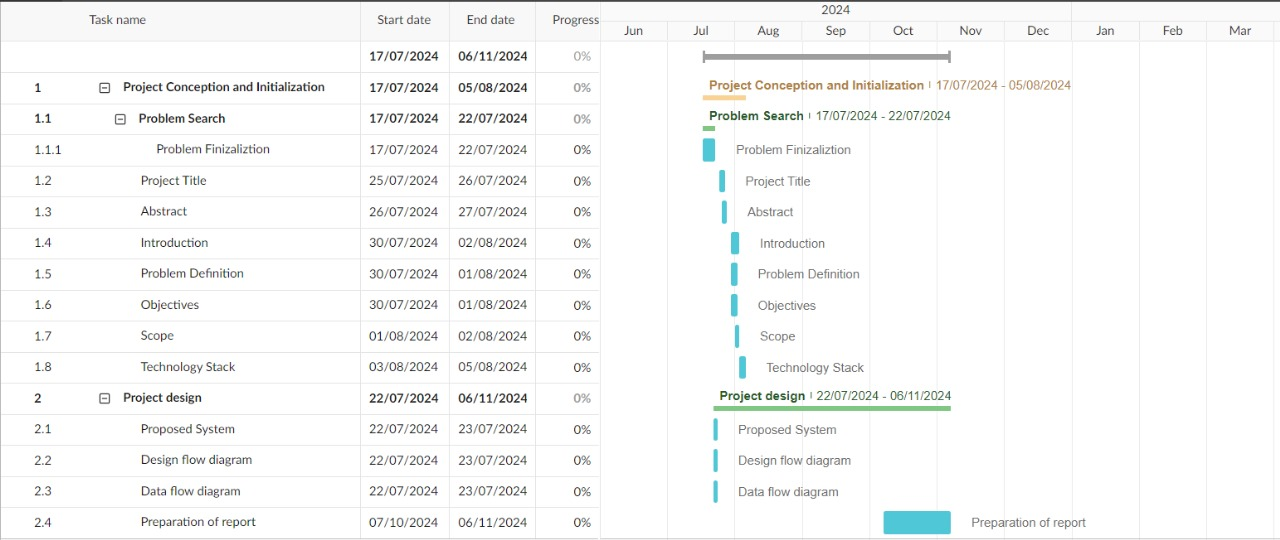 Task name Start date End date Progress 2024
Jun Jul Aug Sep Oct Nov Dec Jan Feb Mar
17/07/2024 06/11/2024 0%
1 Project Conception and Initialization 17/07/2024 05/08/2024 0% Project Conception and Initialization 17/07/2024 - 05/08/2024
1.1 Problem Search 17/07/2024 22/07/2024 0% Problem Search 17/07/2024 - 22/07/2024
1.1.1 Problem Finizaliztion 17/07/2024 22/07/2024 0% Problem Finizaliztion
1.2 Project Title 25/07/2024 26/07/2024 0% Project Title
1.3 Abstract 26/07/2024 27/07/2024 0% Abstract
1.4 Introduction 30/07/2024 02/08/2024 0% Introduction
1.5 Problem Definition 30/07/2024 01/08/2024 0% Problem Definition
1.6 Objectives 30/07/2024 01/08/2024 0% Objectives
1.7 Scope 01/08/2024 02/08/2024 0% Scope
1.8 Technology Stack 03/08/2024 05/08/2024 0% Technology Stack
2 Project design 22/07/2024 06/11/2024 0% Project design 22/07/2024 - 06/11/2024
2.1 Proposed System 22/07/2024 23/07/2024 0% Proposed System
2.2 Design flow diagram 22/07/2024 23/07/2024 0% Design flow diagram
2.3 Data flow diagram 22/07/2024 23/07/2024 0% Data flow diagram
2.4 Preparation of report 07/10/2024 06/11/2024 0% Preparation of report